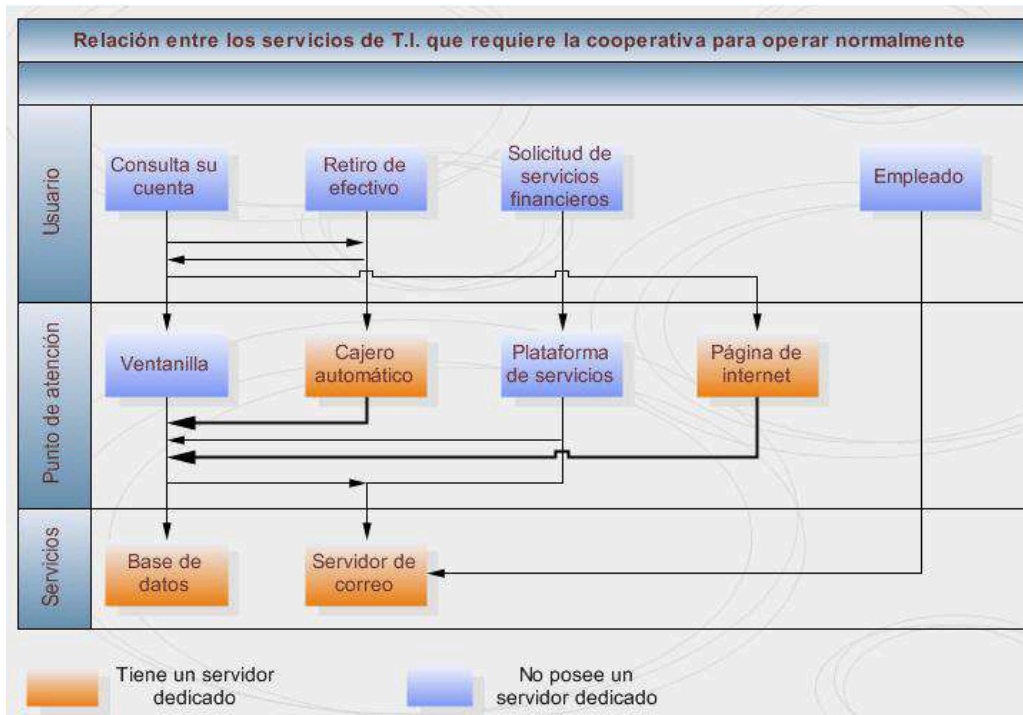 Relación entre los servicios de T.I. que requiere la cooperativa para operar normalmente
Usuario
Consulta su
cuenta
Retiro de
efectivo
Solicitud de
servicios
financieros
Empleado
Punto de atención
Ventanilla
Cajero
automático
Plataforma
de servicios
Página de
internet
Servicios
Base de
datos
Servidor de
correo
Tiene un servidor
dedicado
No posee un
servidor dedicado